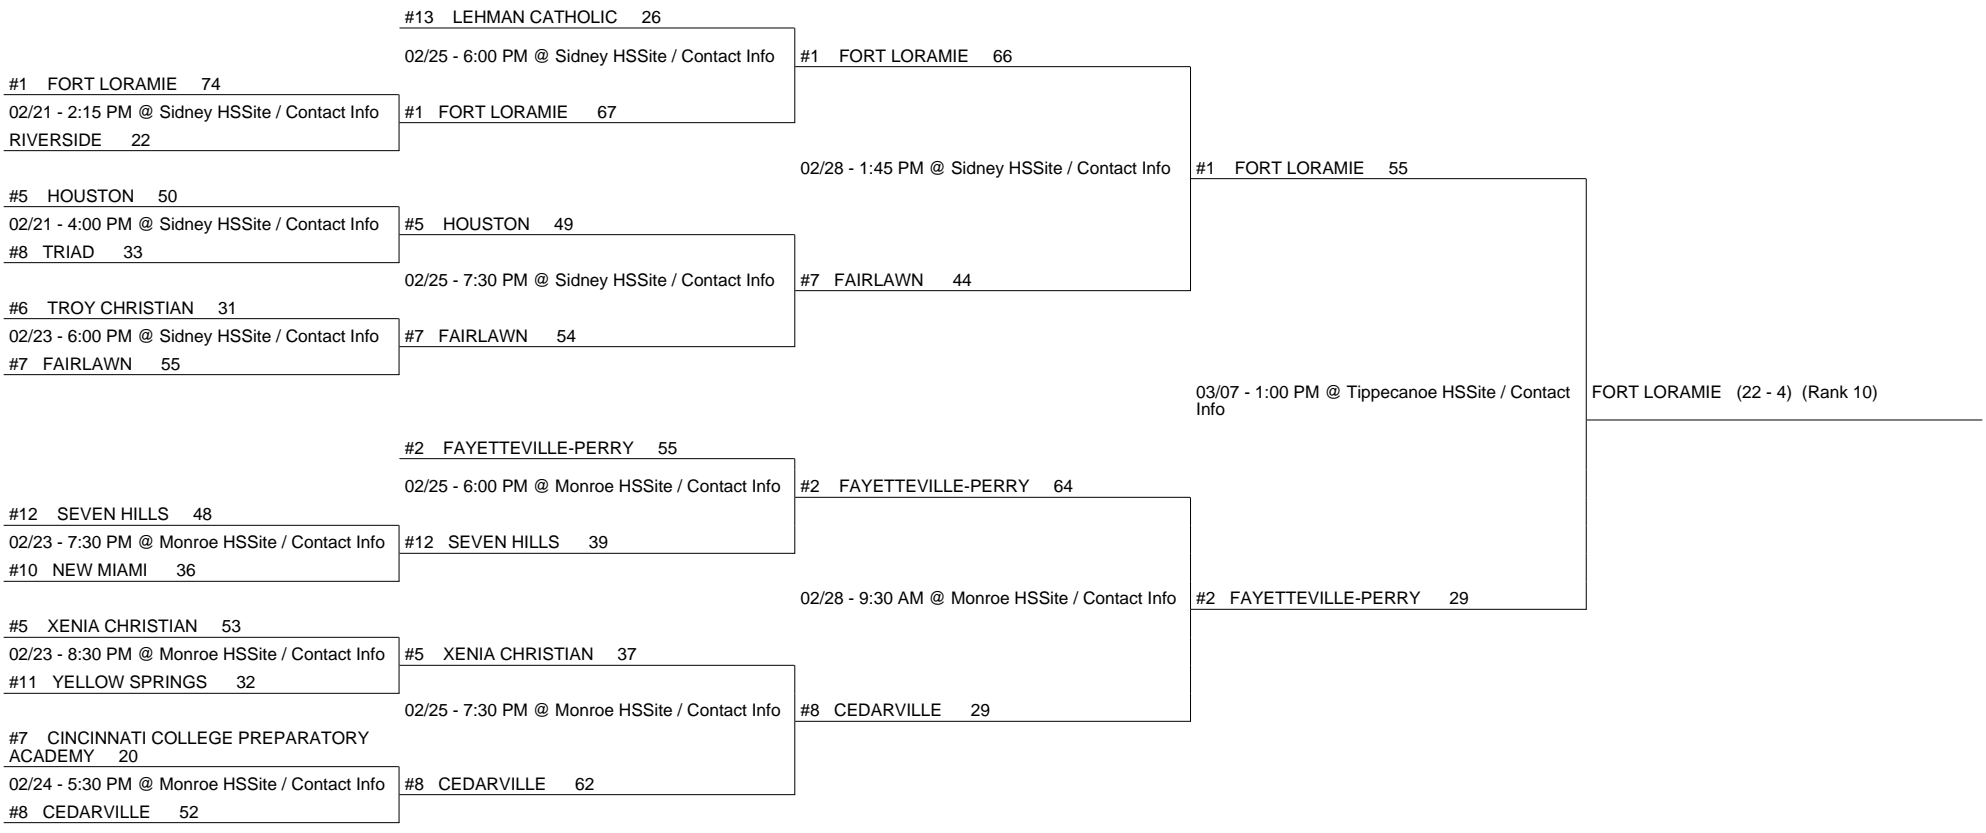 #13 LEHMAN CATHOLIC 26
02/25 - 6:00 PM @ Sidney HSSite / Contact Info
#1 FORT LORAMIE 66
#1 FORT LORAMIE 74
02/21 - 2:15 PM @ Sidney HSSite / Contact Info
#1 FORT LORAMIE 67
RIVERSIDE 22
02/28 - 1:45 PM @ Sidney HSSite / Contact Info
#1 FORT LORAMIE 55
#5 HOUSTON 50
02/21 - 4:00 PM @ Sidney HSSite / Contact Info
#5 HOUSTON 49
#8 TRIAD 33
02/25 - 7:30 PM @ Sidney HSSite / Contact Info
#7 FAIRLAWN 44
#6 TROY CHRISTIAN 31
02/23 - 6:00 PM @ Sidney HSSite / Contact Info
#7 FAIRLAWN 54
#7 FAIRLAWN 55
03/07 - 1:00 PM @ Tippecanoe HSSite / Contact
Info
FORT LORAMIE (22 - 4) (Rank 10)
#2 FAYETTEVILLE-PERRY 55
02/25 - 6:00 PM @ Monroe HSSite / Contact Info
#2 FAYETTEVILLE-PERRY 64
#12 SEVEN HILLS 48
02/23 - 7:30 PM @ Monroe HSSite / Contact Info
#12 SEVEN HILLS 39
#10 NEW MIAMI 36
02/28 - 9:30 AM @ Monroe HSSite / Contact Info
#2 FAYETTEVILLE-PERRY 29
#5 XENIA CHRISTIAN 53
02/23 - 8:30 PM @ Monroe HSSite / Contact Info
#5 XENIA CHRISTIAN 37
#11 YELLOW SPRINGS 32
02/25 - 7:30 PM @ Monroe HSSite / Contact Info
#8 CEDARVILLE 29
#7 CINCINNATI COLLEGE PREPARATORY
ACADEMY 20
02/24 - 5:30 PM @ Monroe HSSite / Contact Info
#8 CEDARVILLE 62
#8 CEDARVILLE 52